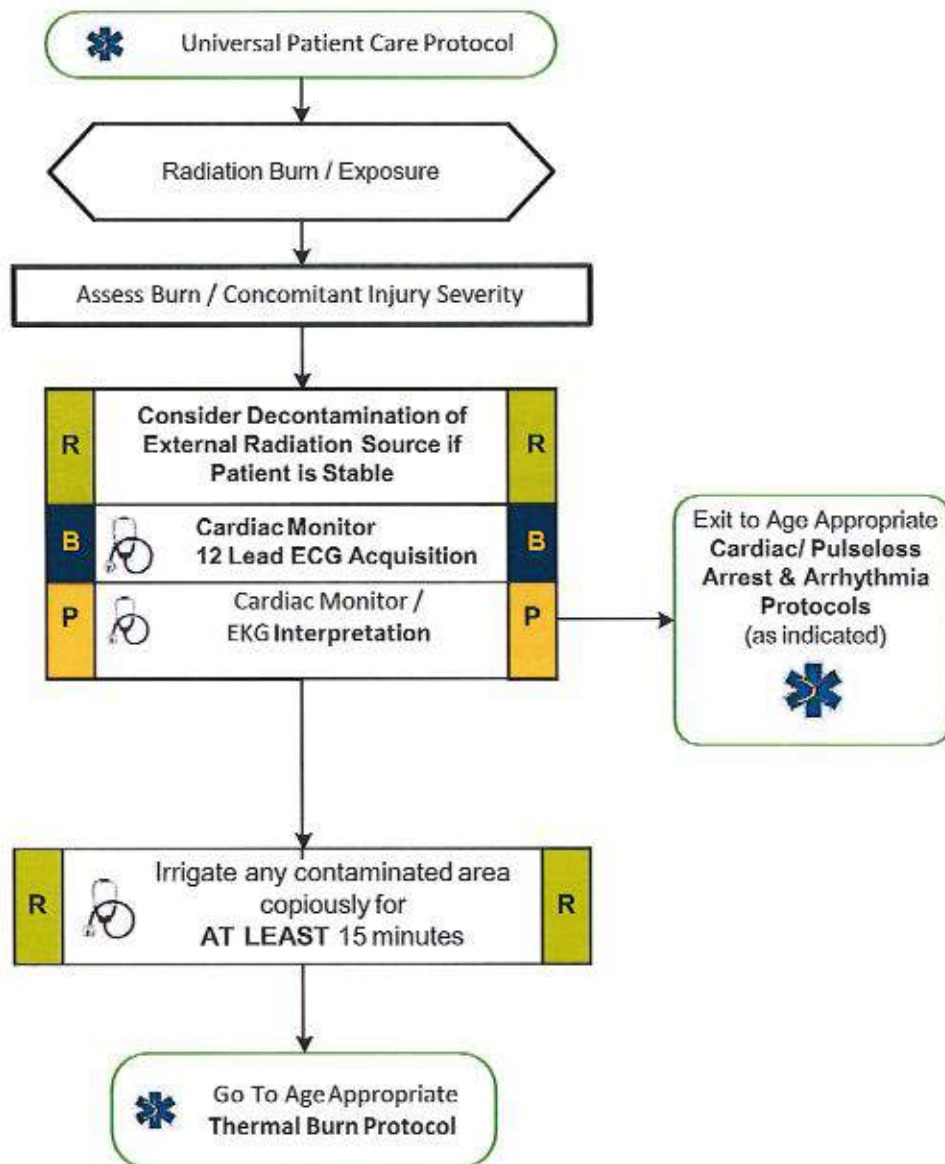 Universal Patient Care Protocol
Radiation Burn / Exposure
Assess Burn / Concomitant Injury Severity
R
Consider Decontamination of
External Radiation Source if
Patient is Stable
R
B
Cardiac Monitor
12 Lead ECG Acquisition
B
P
Cardiac Monitor /
EKG Interpretation
P
Exit to Age Appropriate
Cardiac/ Pulseless
Arrest & Arrhythmia
Protocols
(as indicated)
R
Irrigate any contaminated area
copiously for
AT LEAST 15 minutes
R
Go To Age Appropriate
Thermal Burn Protocol